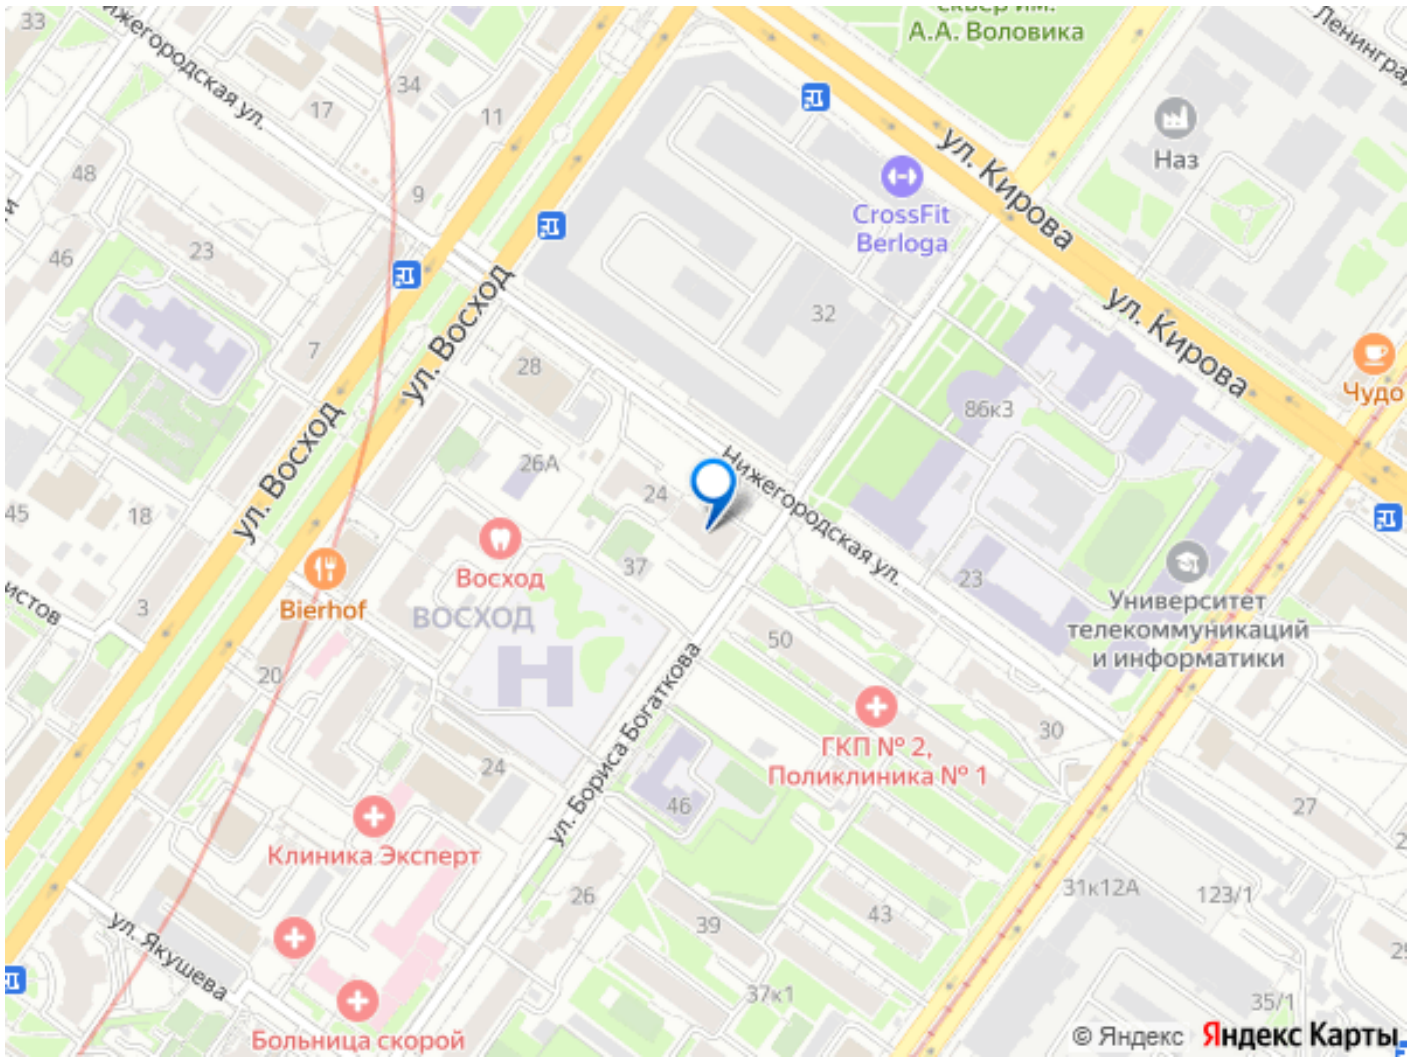 33
Нижегородская ул.
34
17
11
9
48
46
23
7
сквер им.
А.А. Воловика
Ленингра
Наз
ул. Кирова
CrossFit
Berloga
32
ул. Кирова
Чудо
ул. Восход
ул. Восход
28
26А
24
86к3
Нижегородская ул.
45
18
3
истов
Bierhof
20
Восход
ВОСХОД
37
23
Университет
телекоммуникаций
и информатики
50
30
ул. Бориса Богаткова
ГКП № 2,
Поликлиника № 1
24
46
27
Клиника Эксперт
26
39
43
31к12А
123/1
ул. Якушева
37к1
35/1
Больница скорой
© Яндекс
Яндекс Карты